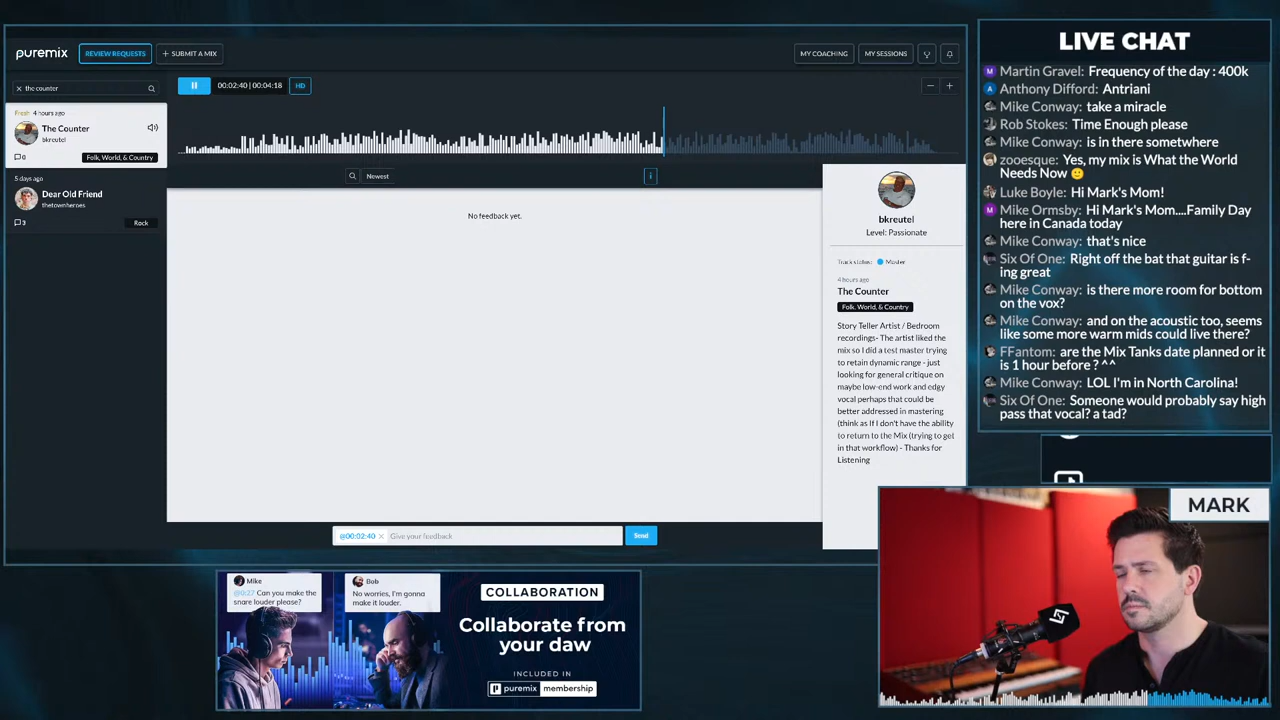 puremix
REVIEW REQUESTS
+ SUBMIT A MIX
MY COACHING
MY SESSIONS
× the counter
00:02:40 | 00:04:18
HD
Fresh 4 hours ago
The Counter
bkreutel
0
Folk, World, & Country
5 days ago
Dear Old Friend
thetownheroes
3
Rock
Newest
i
No feedback yet.
bkreutel
Level: Passionate
Track status: Master
4 hours ago
The Counter
Folk, World, & Country
Story Teller Artist / Bedroom
recordings- The artist liked the
mix so I did a test master trying
to retain dynamic range - just
looking for general critique on
maybe low-end work and edgy
vocal perhaps that could be
better addressed in mastering
(think as If I don't have the ability
to return to the Mix (trying to get
in that workflow) - Thanks for
Listening
@00:02:40 ×
Give your feedback
Send
LIVE CHAT
M Martin Gravel: Frequency of the day : 400k
A Anthony Difford: Antriani
Mike Conway: take a miracle
Rob Stokes: Time Enough please
Mike Conway: is in there sometwhere
zooesque: Yes, my mix is What the World
Needs Now 🙂
Luke Boyle: Hi Mark's Mom!
M Mike Ormsby: Hi Mark's Mom....Family Day
here in Canada today
Mike Conway: that's nice
Six Of One: Right off the bat that guitar is f-
ing great
Mike Conway: is there more room for bottom
on the vox?
Mike Conway: and on the acoustic too, seems
like some more warm mids could live there?
FFantom: are the Mix Tanks date planned or it
is 1 hour before ? ^^
Mike Conway: LOL I'm in North Carolina!
Six Of One: Someone would probably say high
pass that vocal? a tad?
MARK
Mike
@0:27 Can you make the
snare louder please?
Bob
No worries, I'm gonna
make it louder.
COLLABORATION
Collaborate from
your daw
INCLUDED IN
puremix membership